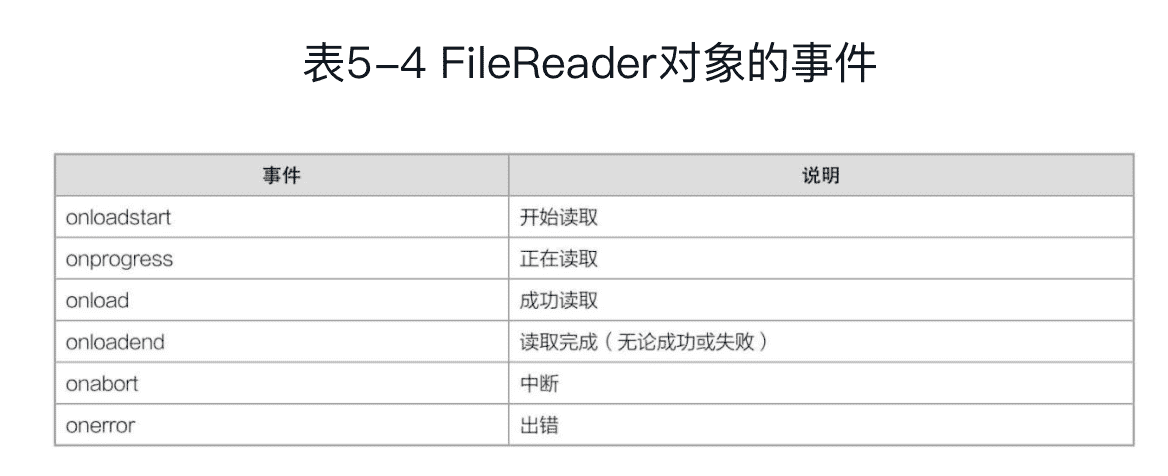 表5-4 FileReader对象的事件
事件 说明
onloadstart 开始读取
onprogress 正在读取
onload 成功读取
onloadend 读取完成（无论成功或失败）
onabort 中断
onerror 出错